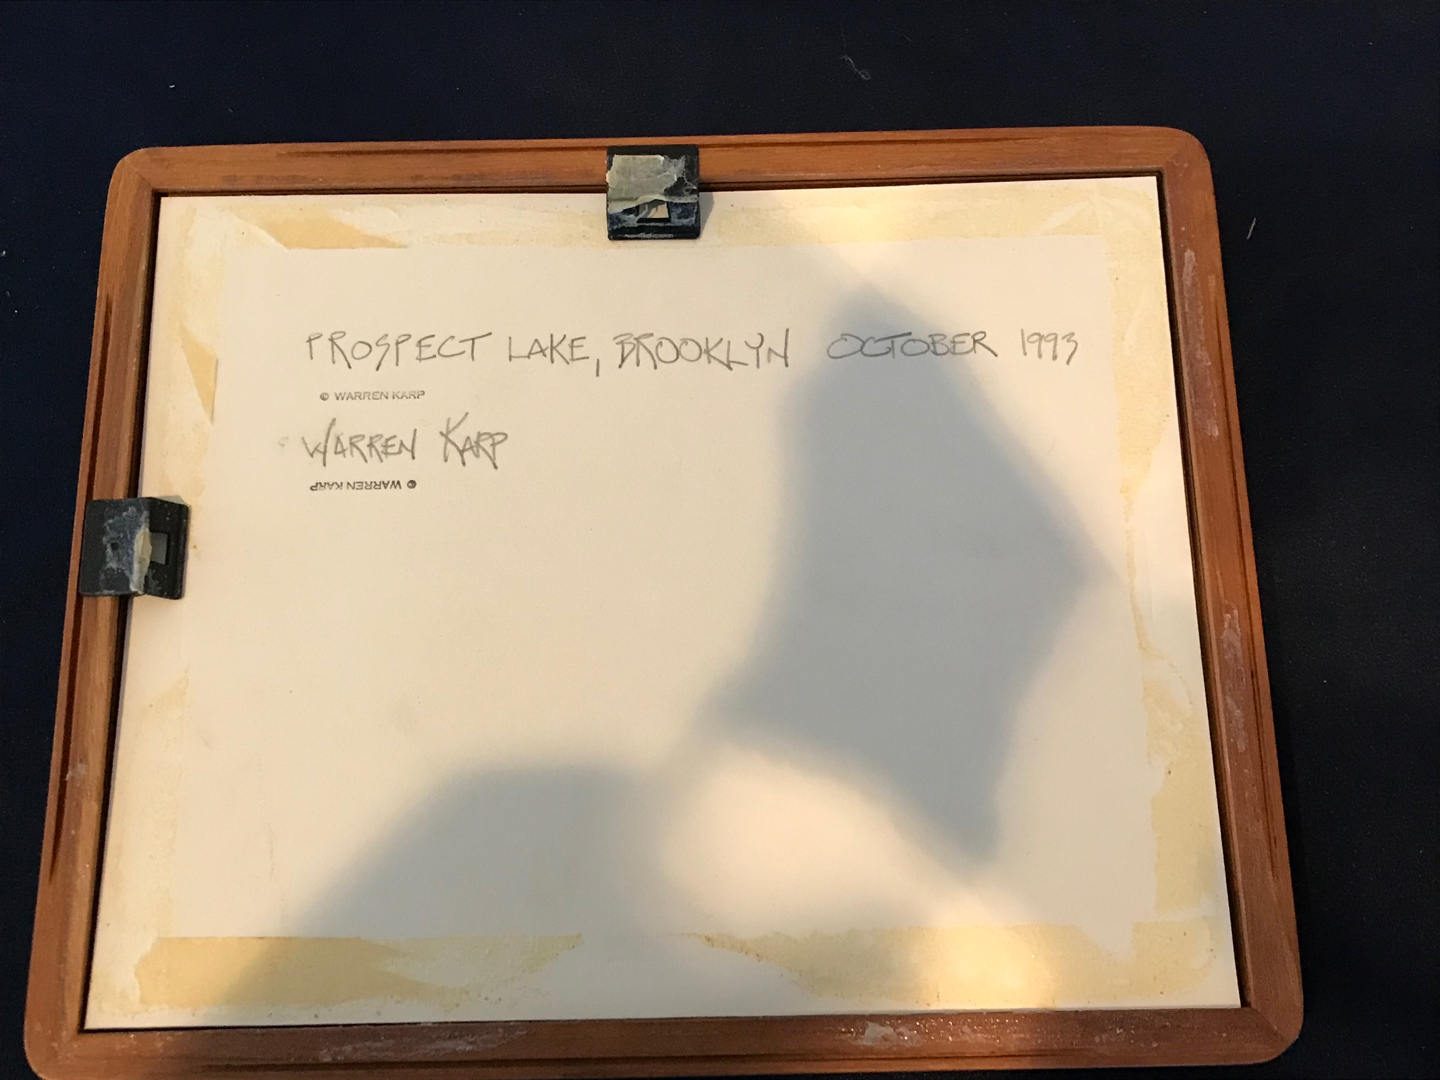 PROSPECT LAKE, BROOKLYN OCTOBER 1993
© WARREN KARP
WARREN KARP
© WARREN KARP